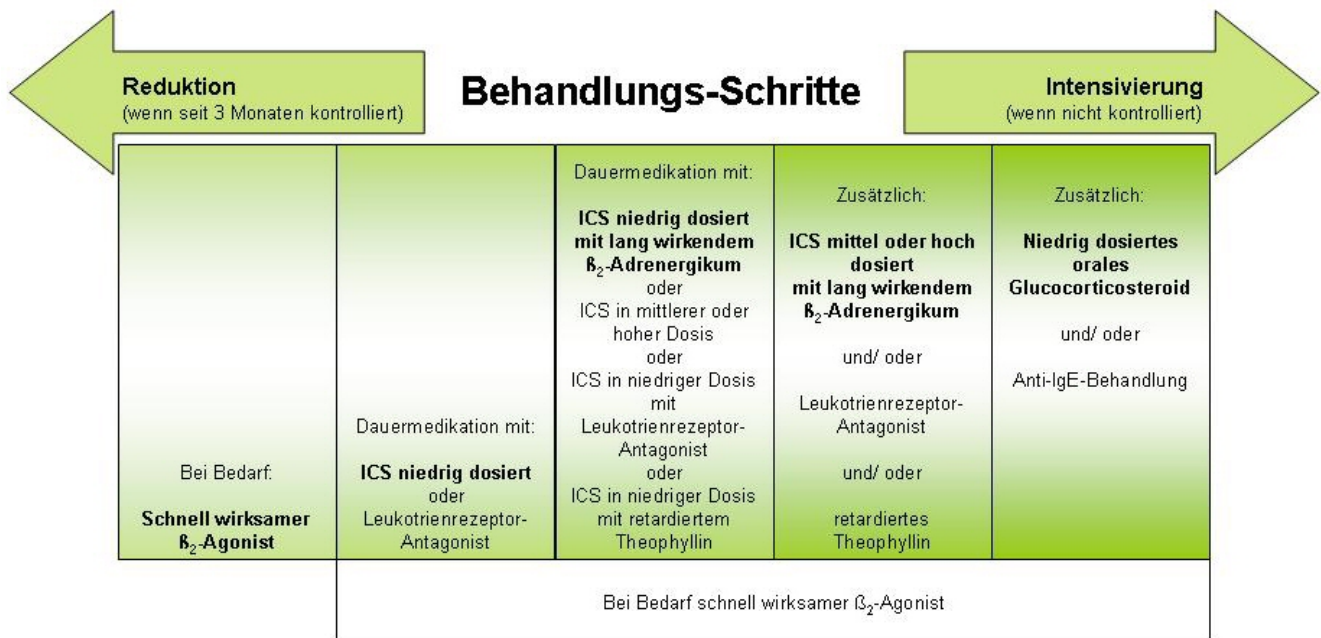 Behandlungs-Schritte
Reduktion
(wenn seit 3 Monaten kontrolliert)
Intensivierung
(wenn nicht kontrolliert)
Bei Bedarf:
Schnell wirksamer
ß₂-Agonist
Dauermedikation mit:
ICS niedrig dosiert
oder
Leukotrienrezeptor-
Antagonist
Dauermedikation mit:
ICS niedrig dosiert
mit lang wirkendem
ß₂-Adrenergikum
oder
ICS in mittlerer oder
hoher Dosis
oder
ICS in niedriger Dosis
mit
Leukotrienrezeptor-
Antagonist
oder
ICS in niedriger Dosis
mit retardiertem
Theophyllin
Zusätzlich:
ICS mittel oder hoch
dosiert
mit lang wirkendem
ß₂-Adrenergikum
und/ oder
Leukotrienrezeptor-
Antagonist
und/ oder
retardiertes
Theophyllin
Zusätzlich:
Niedrig dosiertes
orales
Glucocorticosteroid
und/ oder
Anti-IgE-Behandlung
Bei Bedarf schnell wirksamer ß₂-Agonist